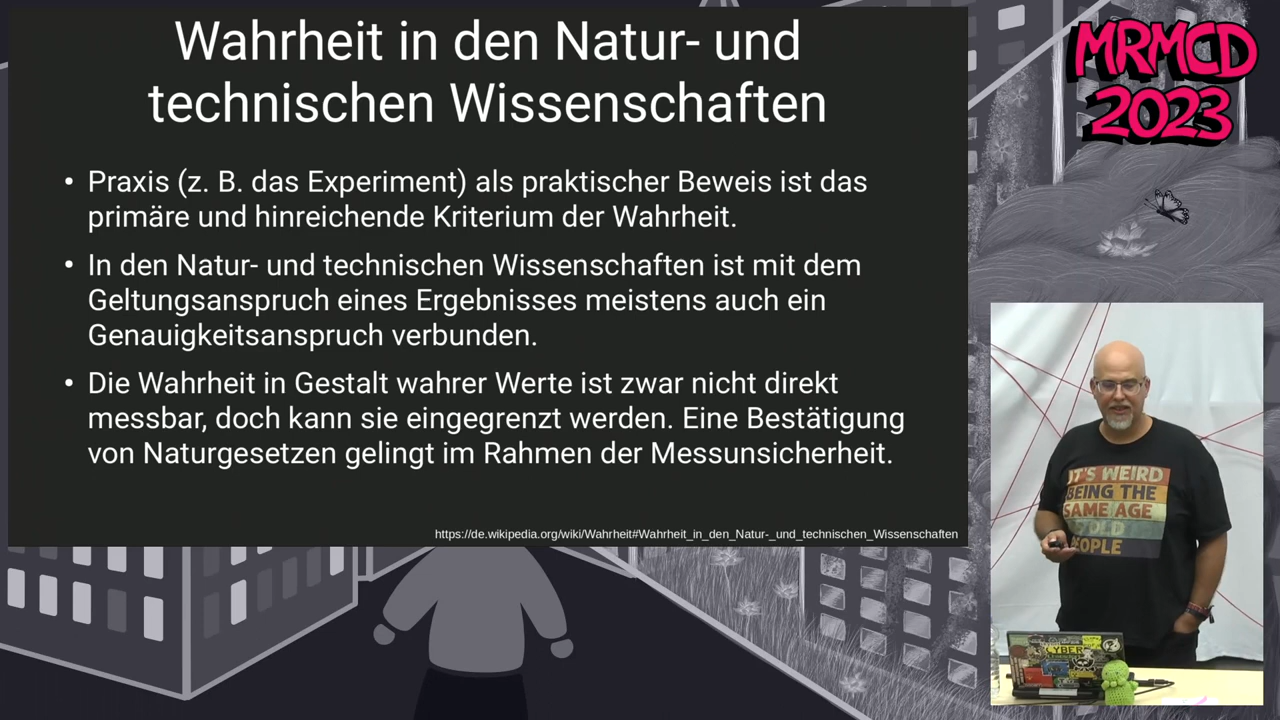 Wahrheit in den Natur- und
technischen Wissenschaften
• Praxis (z. B. das Experiment) als praktischer Beweis ist das
primäre und hinreichende Kriterium der Wahrheit.
• In den Natur- und technischen Wissenschaften ist mit dem
Geltungsanspruch eines Ergebnisses meistens auch ein
Genauigkeitsanspruch verbunden.
• Die Wahrheit in Gestalt wahrer Werte ist zwar nicht direkt
messbar, doch kann sie eingegrenzt werden. Eine Bestätigung
von Naturgesetzen gelingt im Rahmen der Messunsicherheit.
https://de.wikipedia.org/wiki/Wahrheit#Wahrheit_in_den_Natur-_und_technischen_Wissenschaften
MRMCD
2023
IT'S WEIRD
BEING THE
SAME AGE
OLD
PEOPLE
CYBER